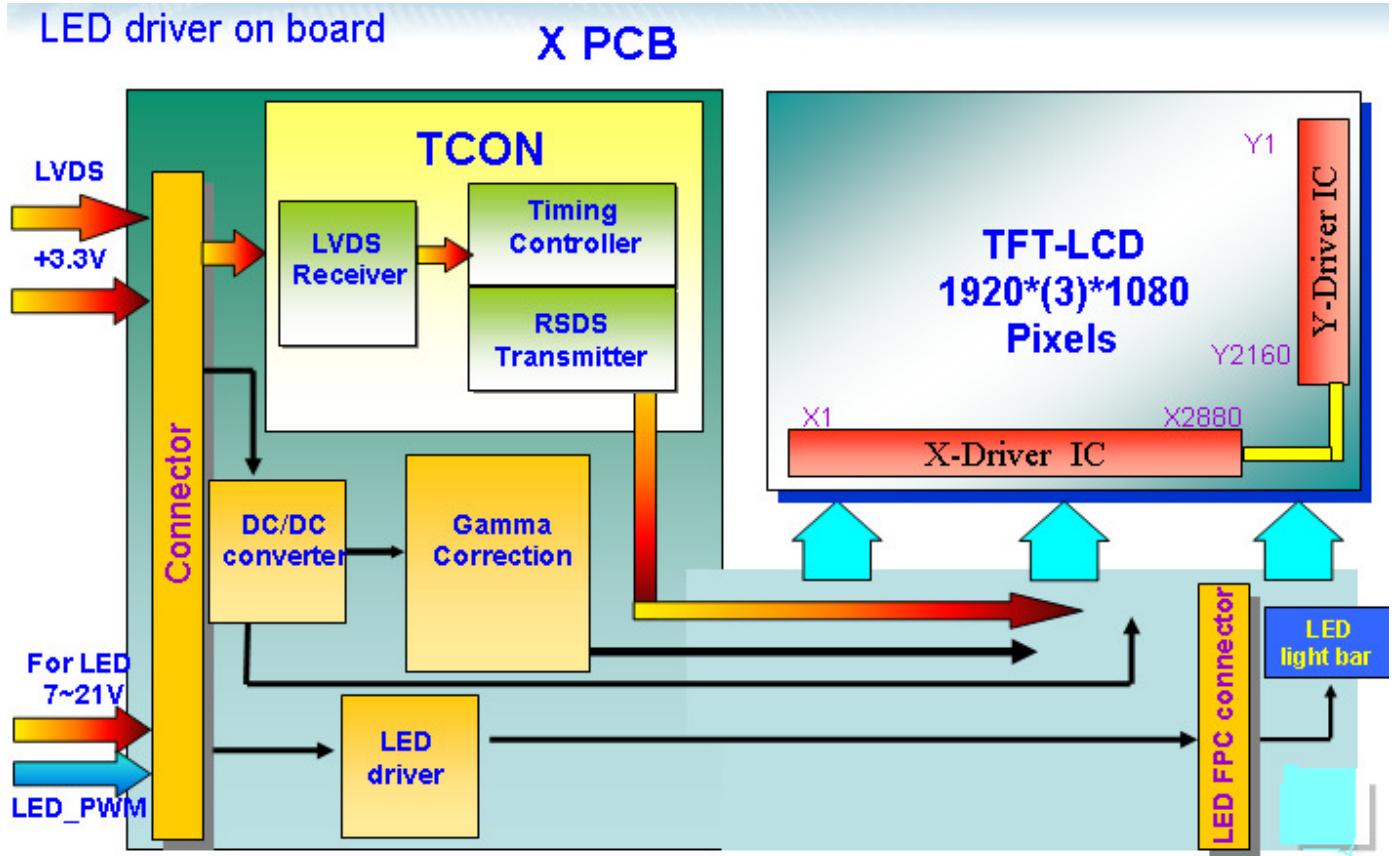 LED driver on board
X PCB
TCON
LVDS
+3.3V
LVDS
Receiver
Timing
Controller
RSDS
Transmitter
Connector
DC/DC
converter
Gamma
Correction
For LED
7~21V
LED_PWM
LED
driver
TFT-LCD
1920*(3)*1080
Pixels
Y1
Y-Driver IC
Y2160
X1
X2880
X-Driver IC
LED FPC connector
LED
light bar